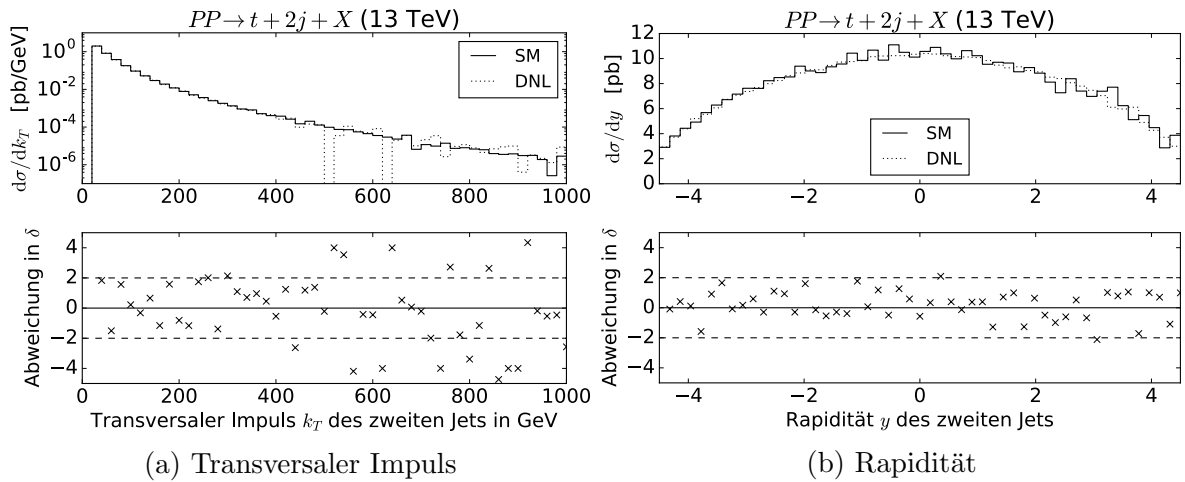 PP → t + 2j + X (13 TeV)
dσ/dk_T [pb/GeV]
10^0
10^{-2}
10^{-4}
10^{-6}
SM
DNL
0 200 400 600 800 1000
Abweichung in δ
4
2
0
−2
−4
0 200 400 600 800 1000
Transversaler Impuls k_T des zweiten Jets in GeV
(a) Transversaler Impuls
PP → t + 2j + X (13 TeV)
dσ/dy [pb]
12
10
8
6
4
2
0
SM
DNL
−4 −2 0 2 4
Abweichung in δ
4
2
0
−2
−4
−4 −2 0 2 4
Rapidität y des zweiten Jets
(b) Rapidität